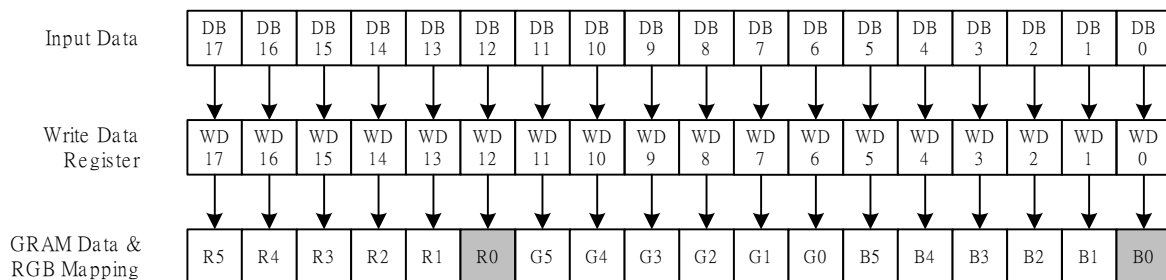 Input Data
DB DB DB DB DB DB DB DB DB DB DB DB DB DB DB DB DB DB
17 16 15 14 13 12 11 10 9 8 7 6 5 4 3 2 1 0
Write Data
Register
WD WD WD WD WD WD WD WD WD WD WD WD WD WD WD WD WD WD
17 16 15 14 13 12 11 10 9 8 7 6 5 4 3 2 1 0
GRAM Data &
RGB Mapping
R5 R4 R3 R2 R1 R0 G5 G4 G3 G2 G1 G0 B5 B4 B3 B2 B1 B0